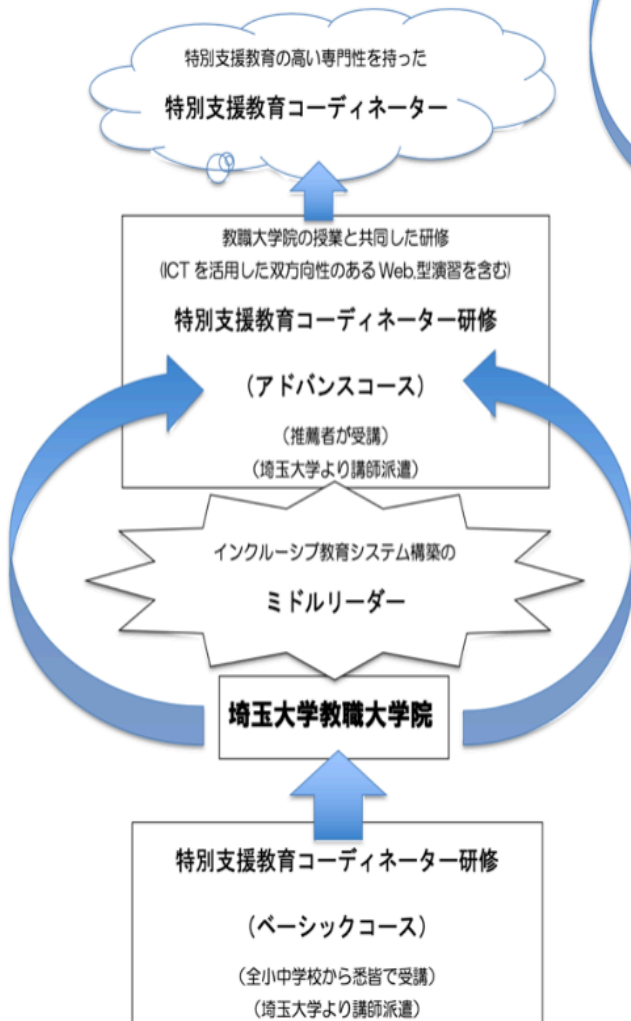 特別支援教育の高い専門性を持った
特別支援教育コーディネーター
教職大学院の授業と共同した研修
(ICTを活用した双方向性のあるWeb.型演習を含む)
特別支援教育コーディネーター研修
(アドバンスコース)
(推薦者が受講)
(埼玉大学より講師派遣)
インクルーシブ教育システム構築の
ミドルリーダー
埼玉大学教職大学院
特別支援教育コーディネーター研修
(ベーシックコース)
(全小中学校から悉皆で受講)
(埼玉大学より講師派遣)